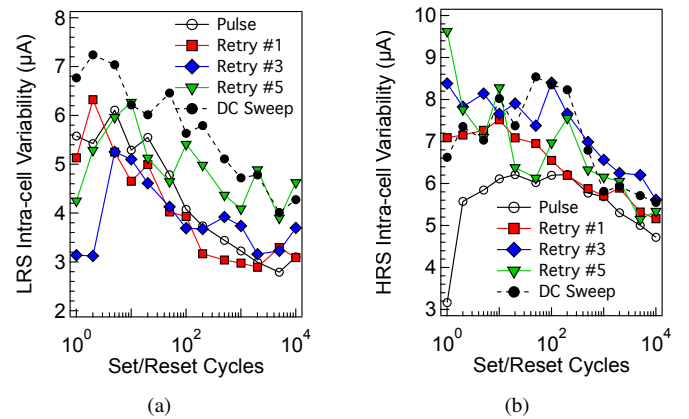 8
7
6
5
4
3
2
LRS Intra-cell Variability (µA)
Pulse
Retry #1
Retry #3
Retry #5
DC Sweep
10^0
10^2
10^4
Set/Reset Cycles
(a)
10
9
8
7
6
5
4
3
HRS Intra-cell Variability (µA)
Pulse
Retry #1
Retry #3
Retry #5
DC Sweep
10^0
10^2
10^4
Set/Reset Cycles
(b)